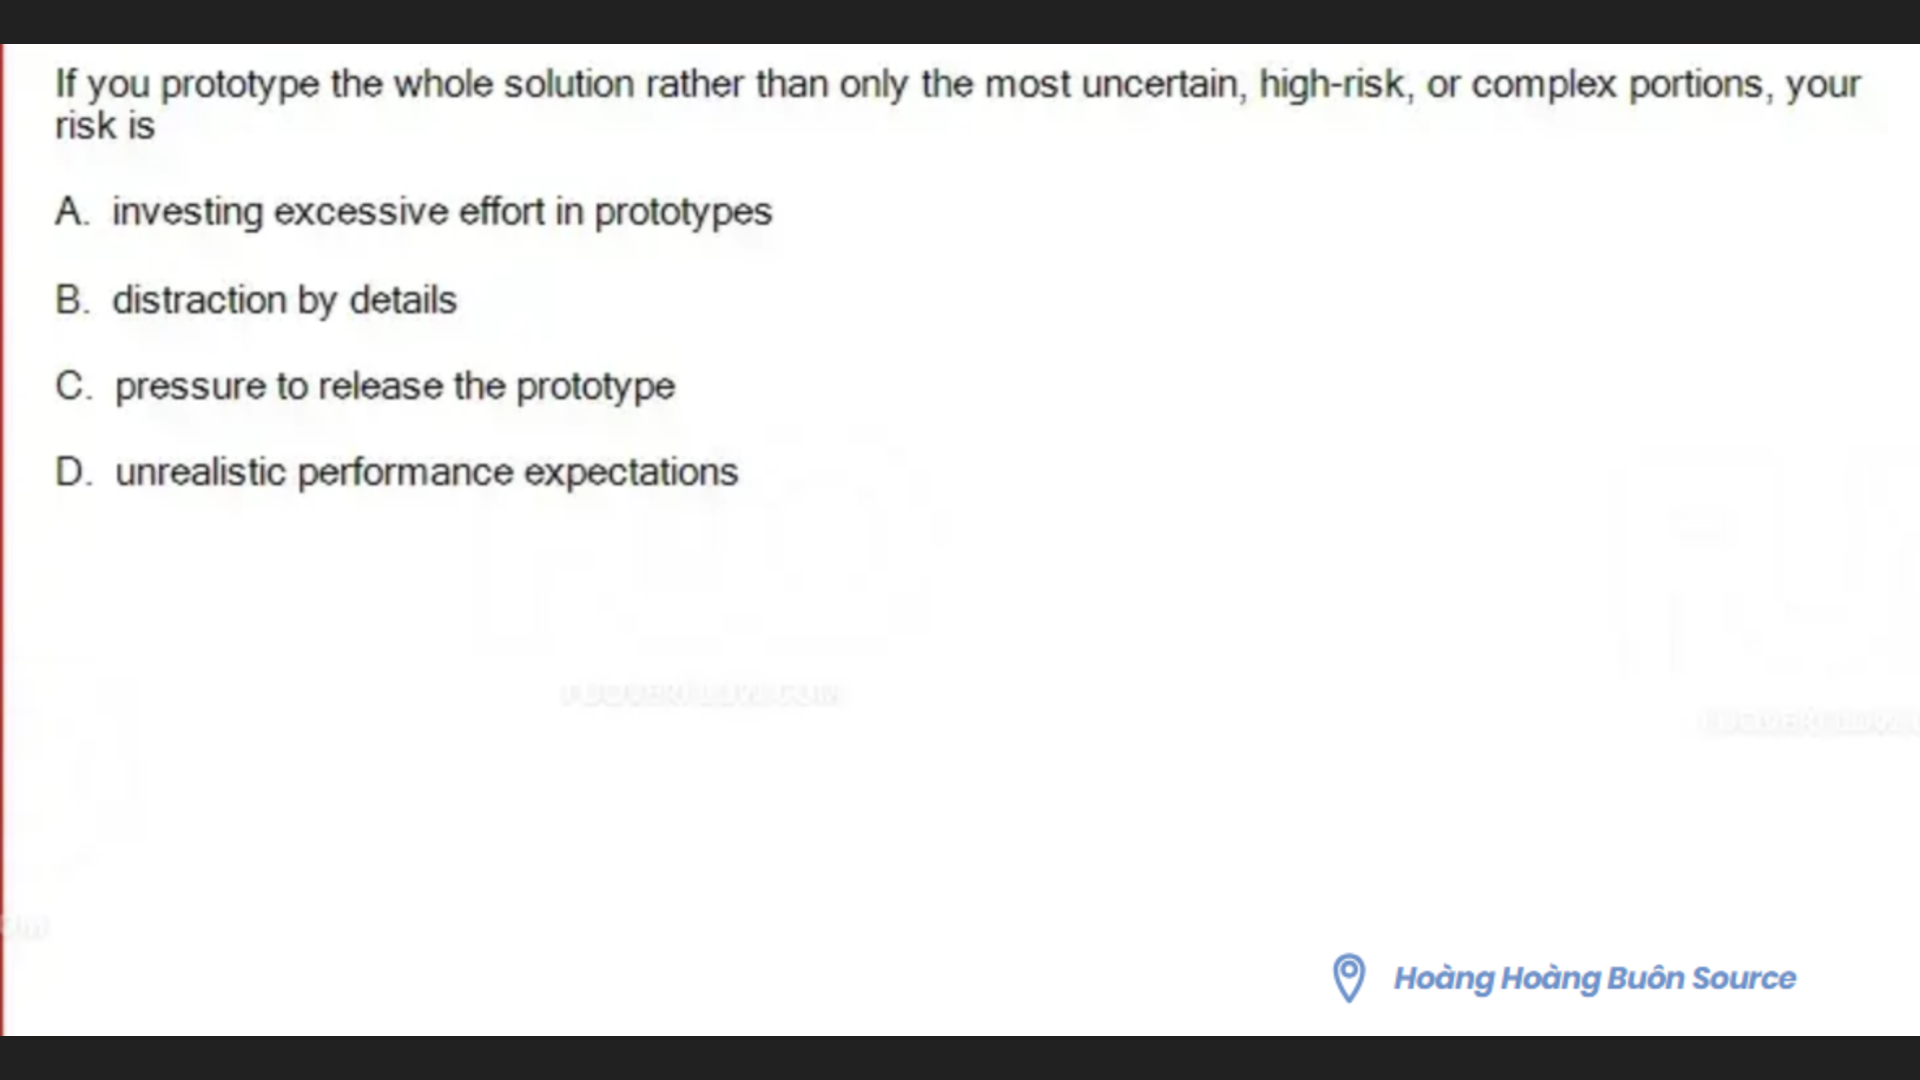 If you prototype the whole solution rather than only the most uncertain, high-risk, or complex portions, your
risk is
A. investing excessive effort in prototypes
B. distraction by details
C. pressure to release the prototype
D. unrealistic performance expectations
Hoàng Hoàng Buôn Source